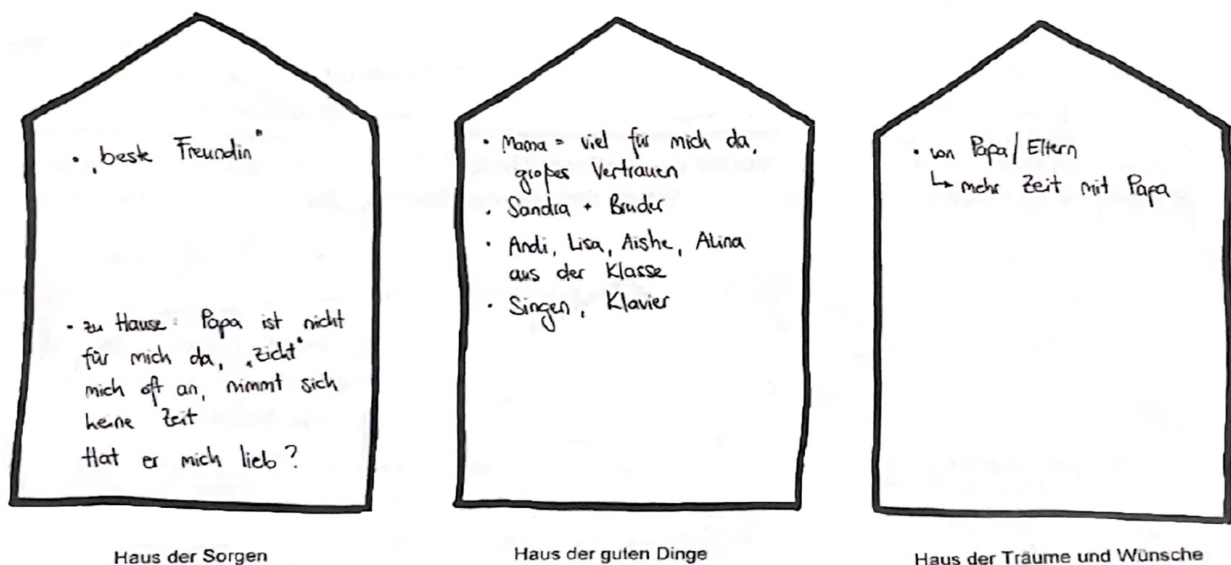 • „beste Freundin“
• zu Hause: Papa ist nicht
für mich da, „zickt“
mich oft an, nimmt sich
keine Zeit
Hat er mich lieb?
Haus der Sorgen
• Mama = viel für mich da,
großes Vertrauen
• Sandra + Bruder
• Andi, Lisa, Aishe, Alina
aus der Klasse
• Singen, Klavier
Haus der guten Dinge
• von Papa/Eltern
↳ mehr Zeit mit Papa
Haus der Träume und Wünsche